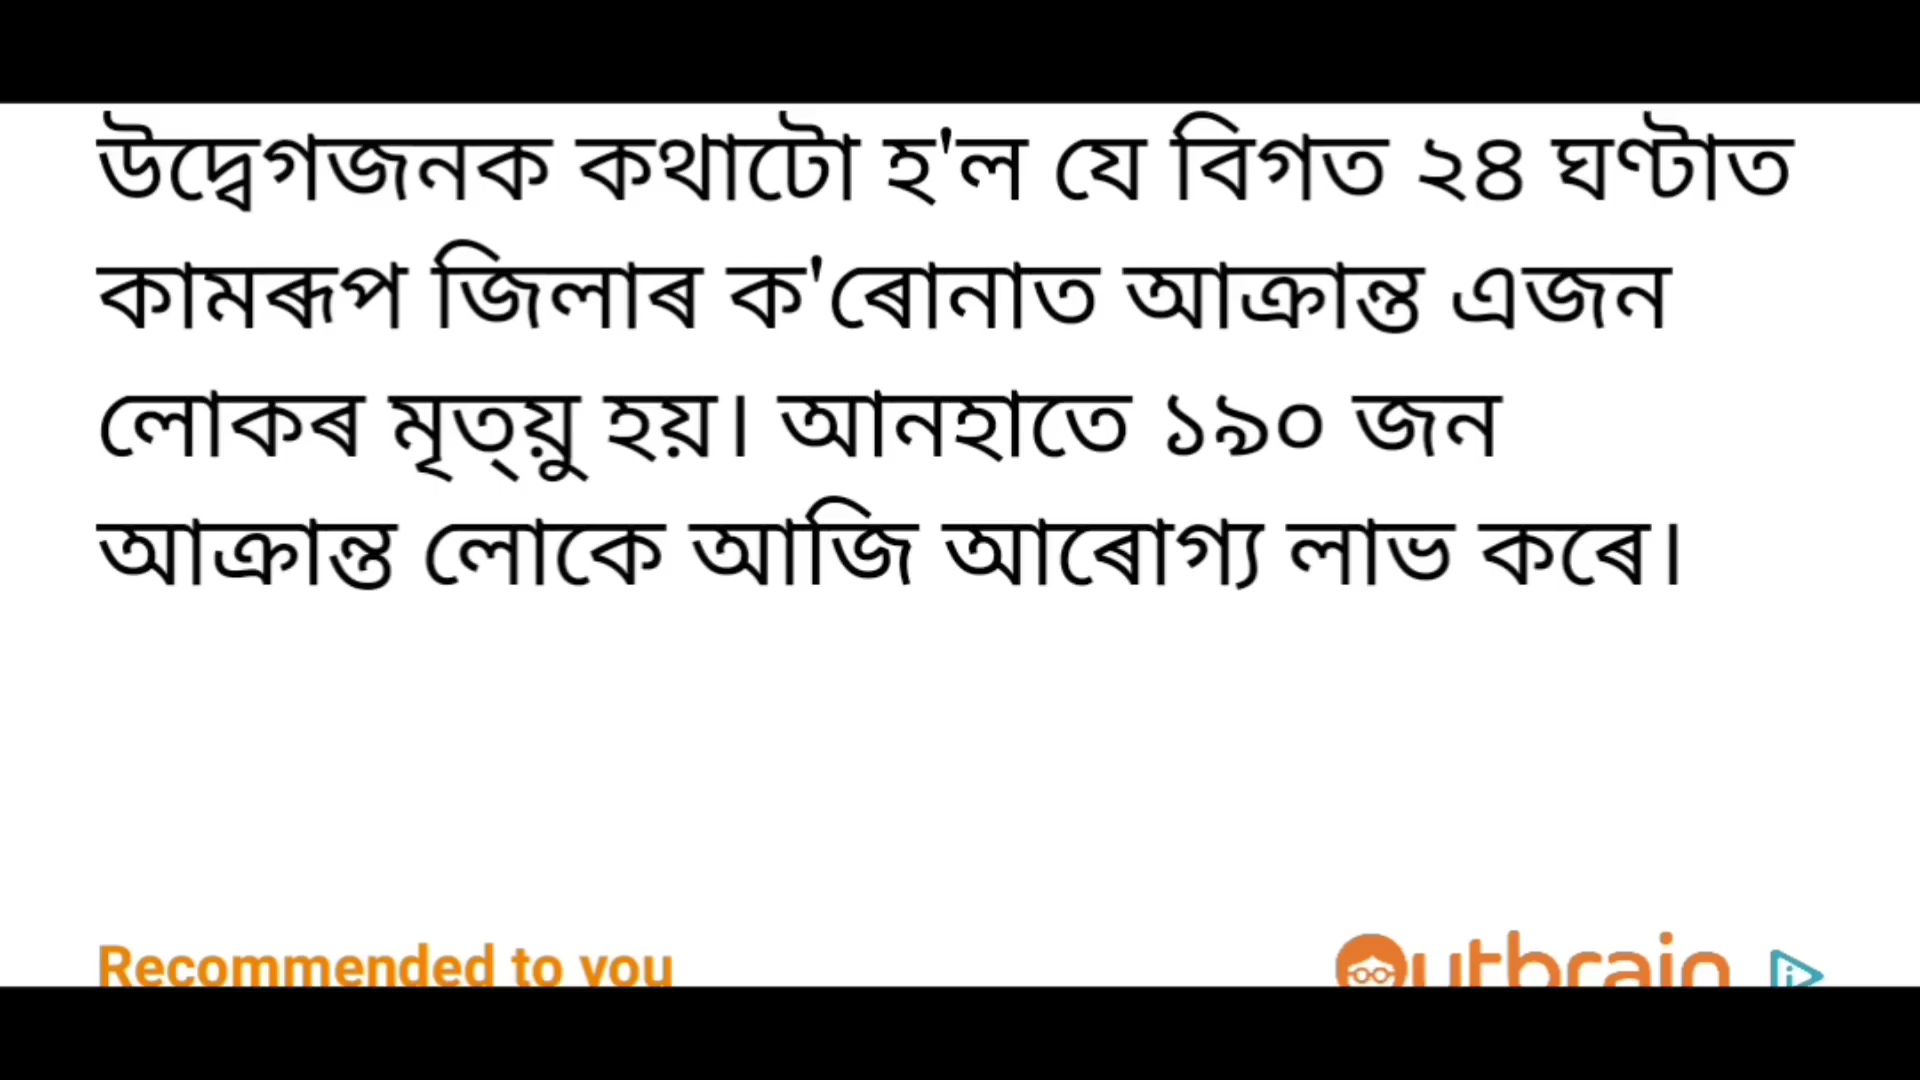 উদ্বেগজনক কথাটো হ'ল যে বিগত ২৪ ঘণ্টাত
কামৰূপ জিলাৰ ক'ৰোনাত আক্ৰান্ত এজন
লোকৰ মৃত্য়ু হয়। আনহাতে ১৯০ জন
আক্ৰান্ত লোকে আজি আৰোগ্য লাভ কৰে।
Recommended to you
Outbrain